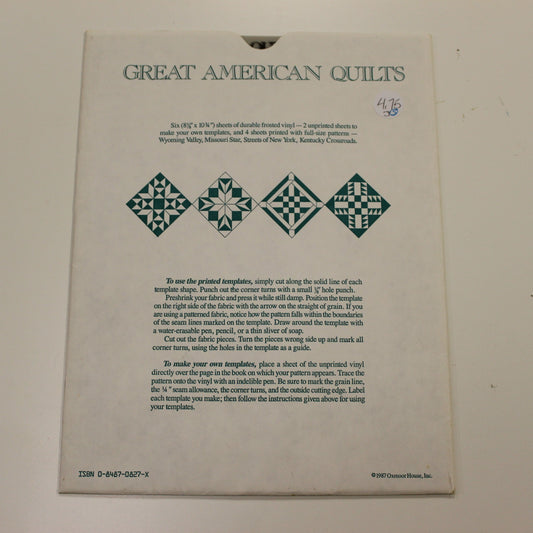 GREAT AMERICAN QUILTS
4.75
Six (8⅜" x 10¾") sheets of durable frosted vinyl — 2 unprinted sheets to
make your own templates, and 4 sheets printed with full-size patterns —
Wyoming Valley, Missouri Star, Streets of New York, Kentucky Crossroads.
To use the printed templates, simply cut along the solid line of each
template shape. Punch out the corner turns with a small ⅛" hole punch.
Preshrink your fabric and press it while still damp. Position the template
on the right side of the fabric with the arrow on the straight of grain. If you
are using a patterned fabric, notice how the pattern falls within the boundaries
of the seam lines marked on the template. Draw around the template with
a water-erasable pen, pencil, or a thin sliver of soap.
Cut out the fabric pieces. Turn the pieces wrong side up and mark all
corner turns, using the holes in the template as a guide.
To make your own templates, place a sheet of the unprinted vinyl
directly over the page in the book on which your pattern appears. Trace the
pattern onto the vinyl with an indelible pen. Be sure to mark the grain line,
the ¼" seam allowance, the corner turns, and the outside cutting edge. Label
each template you make; then follow the instructions given above for using
your templates.
ISBN 0-8487-0827-X
©1987 Oxmoor House, Inc.